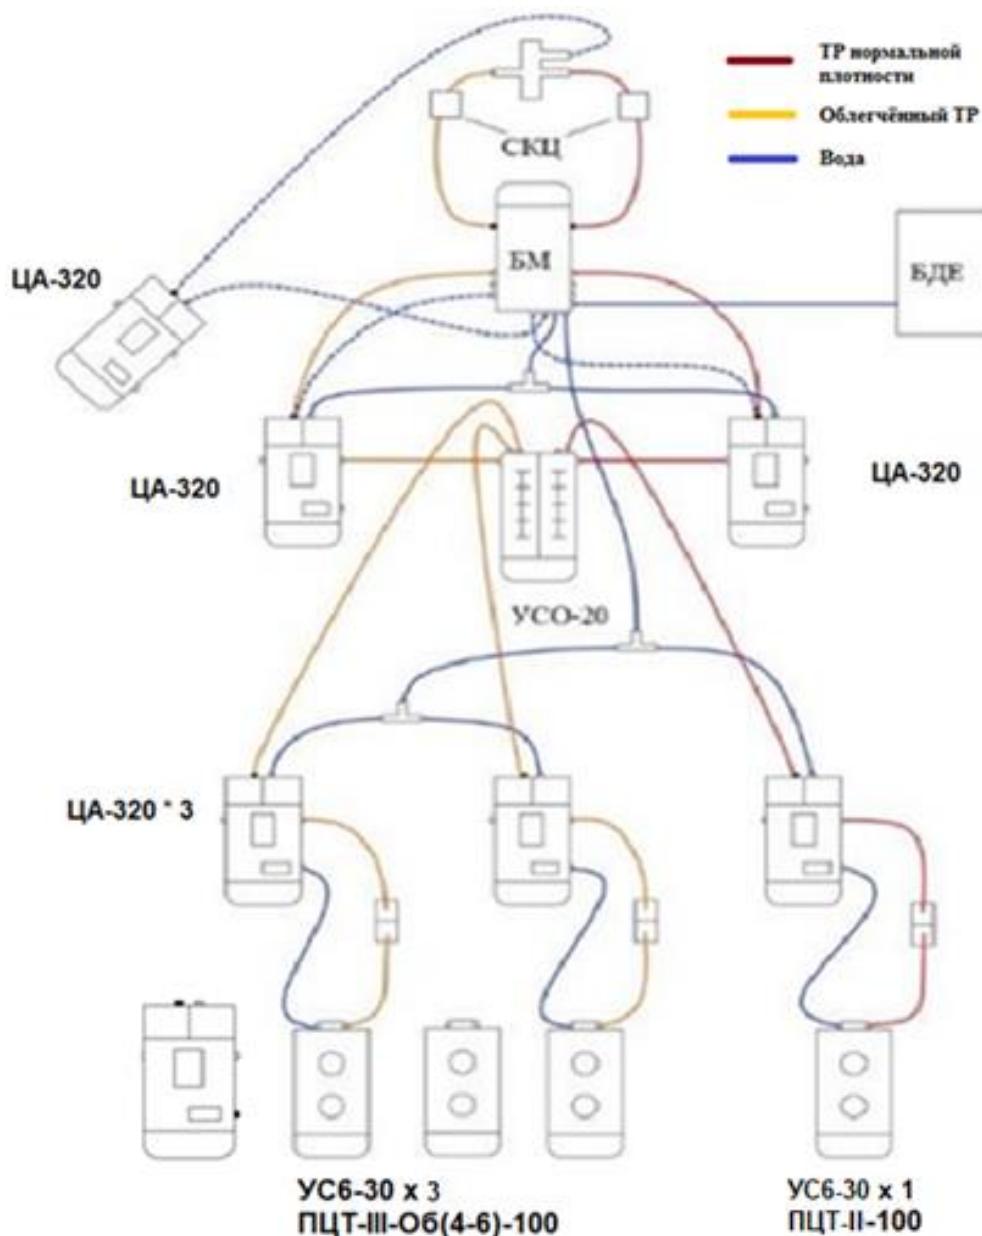 ТР нормальной
плотности
Облегчённый ТР
Вода
СКЦ
БМ
БДЕ
ЦА-320
ЦА-320
ЦА-320
УСО-20
ЦА-320 * 3
УС6-30 х 3
ПЦТ-III-Об(4-6)-100
УС6-30 х 1
ПЦТ-II-100